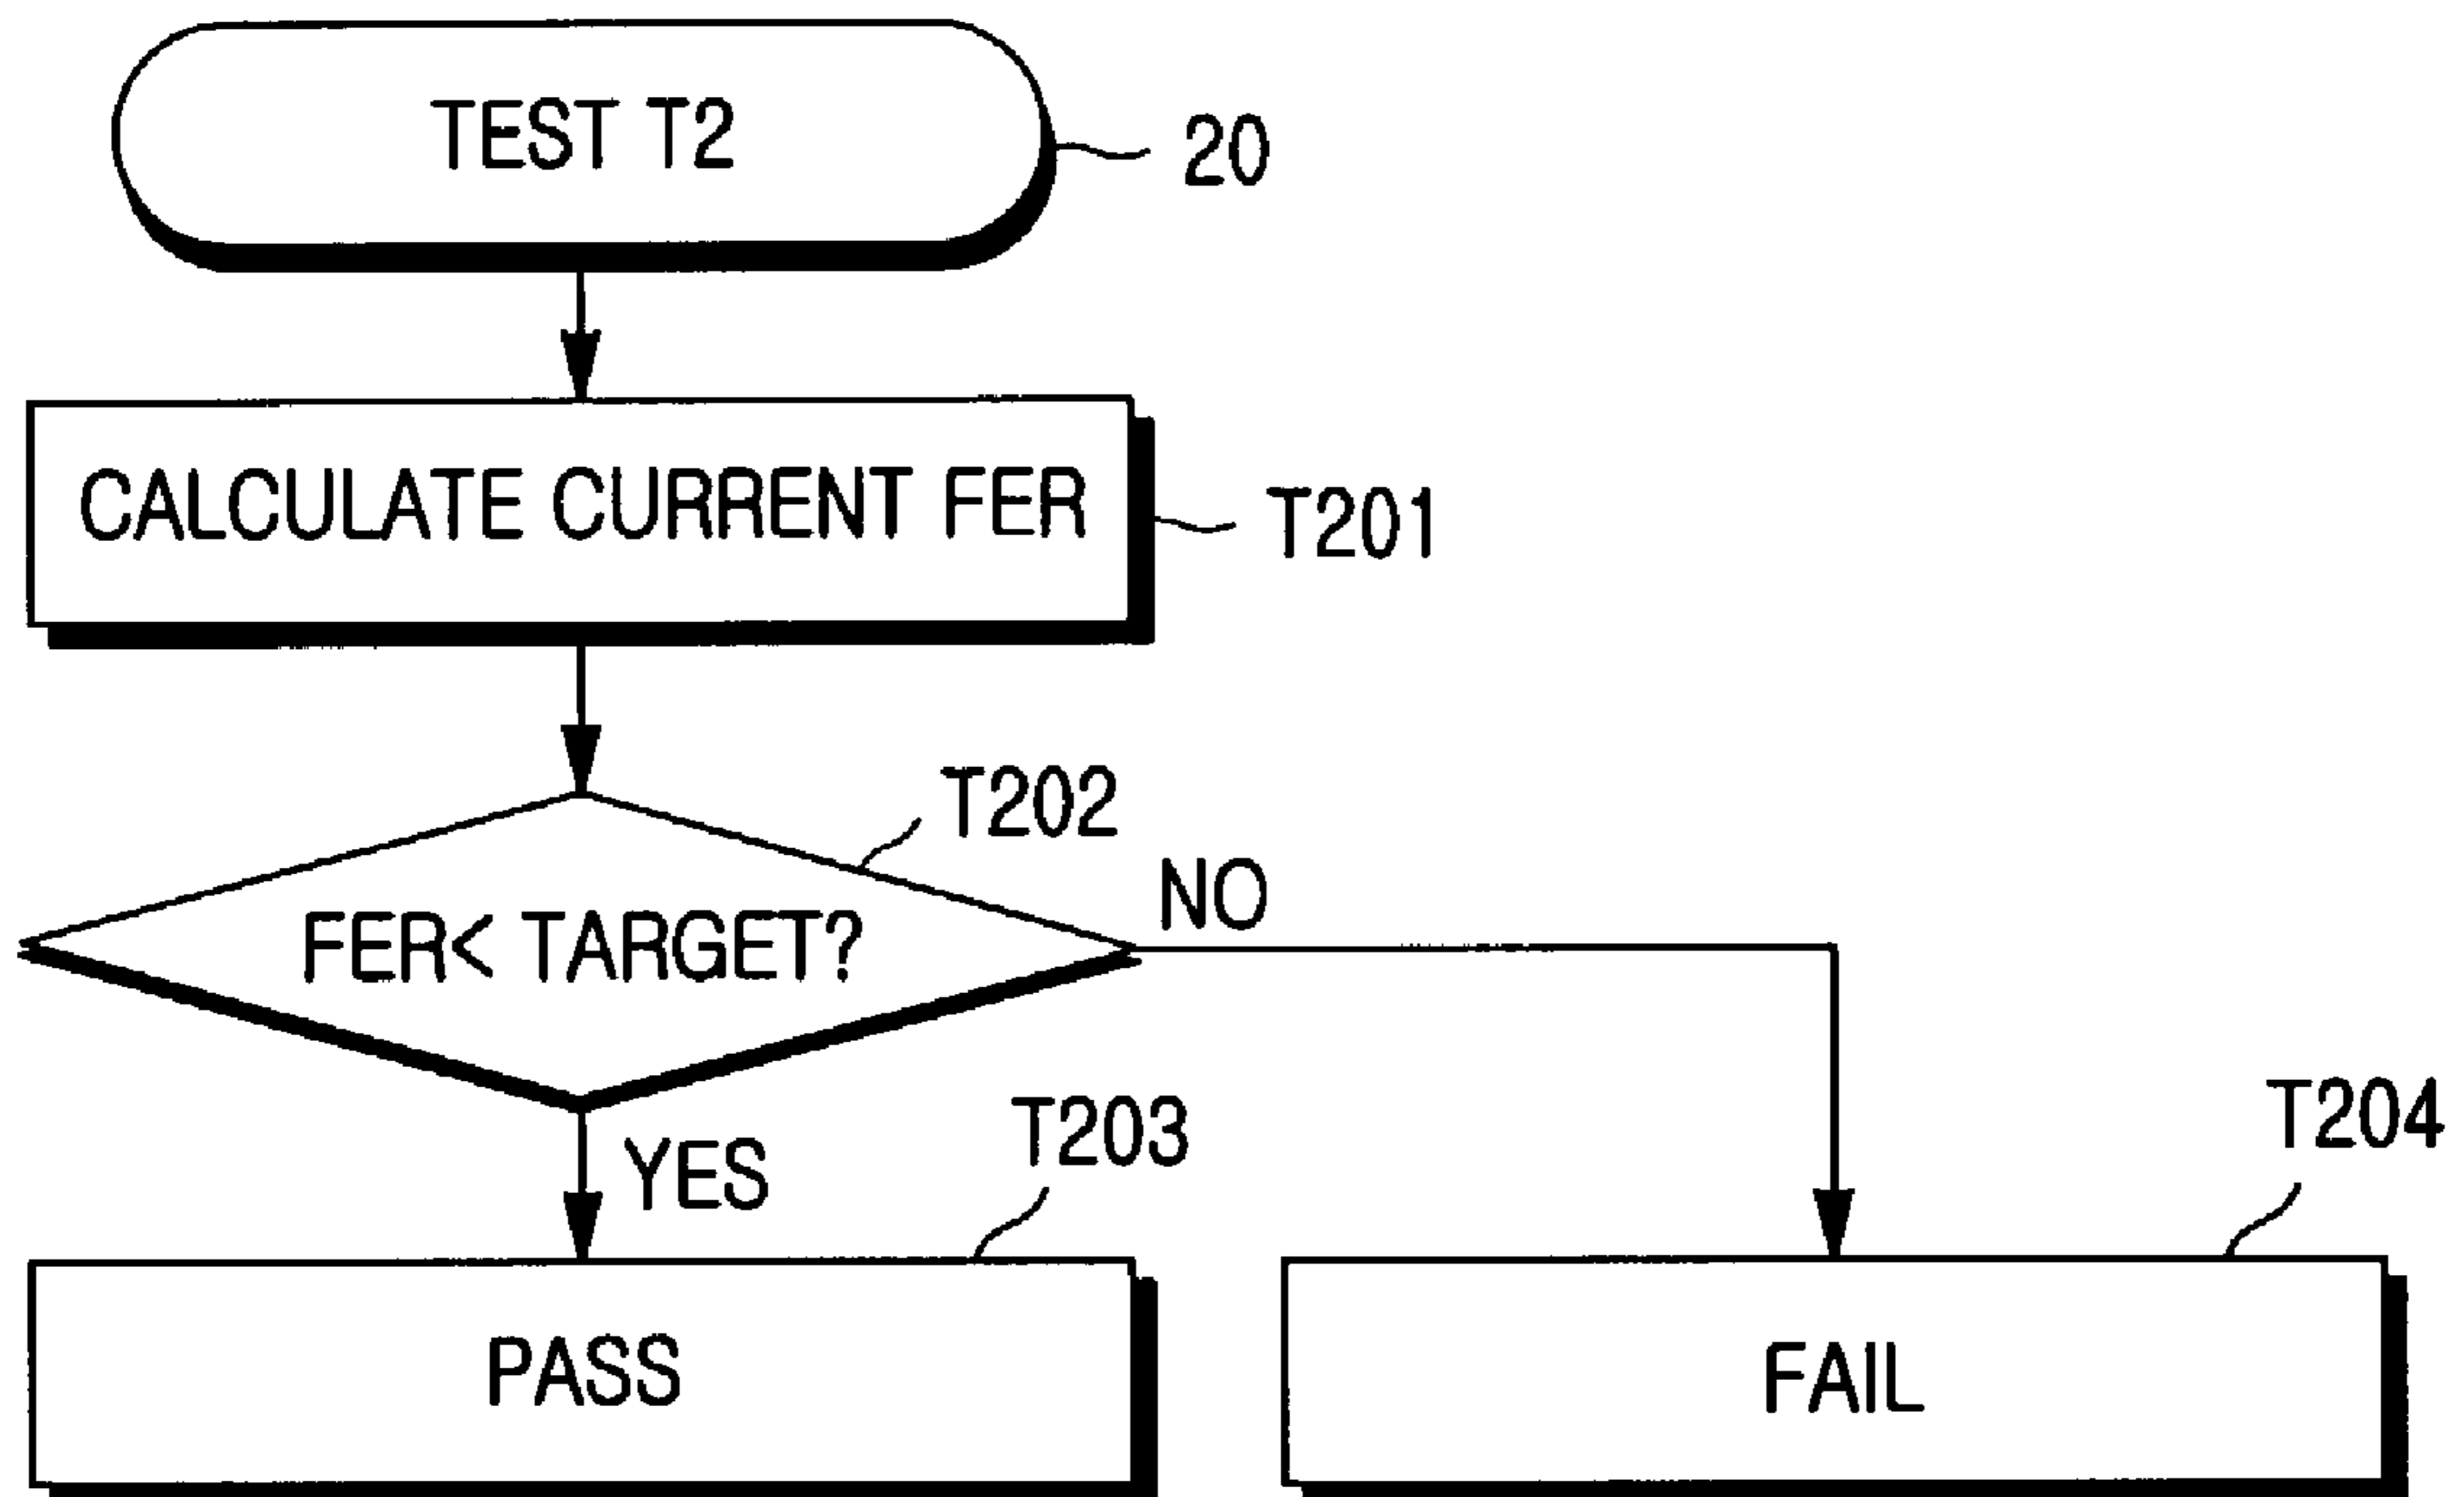 TEST T2
20
CALCULATE CURRENT FER
T201
T202
NO
FER< TARGET?
YES
T203
T204
PASS
FAIL